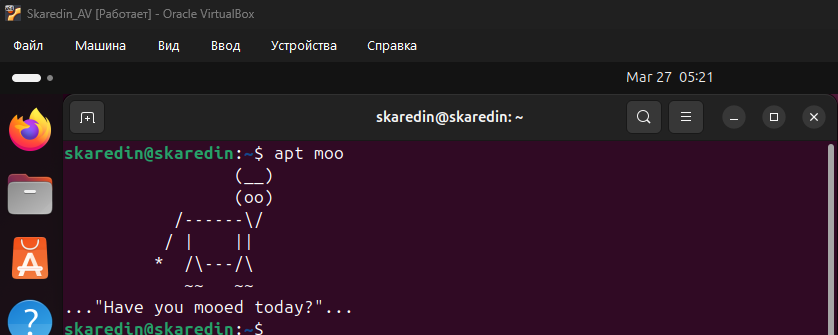 Skaredin_AV [Работает] - Oracle VirtualBox
Файл Машина Вид Ввод Устройства Справка
Mar 27 05:21
skaredin@skaredin: ~
skaredin@skaredin:~$ apt moo
                 (__)
                 (oo)
           /------\/
          / |    ||
         *  /\---/\
            ~~   ~~
..."Have you mooed today?"...
skaredin@skaredin:~$
?